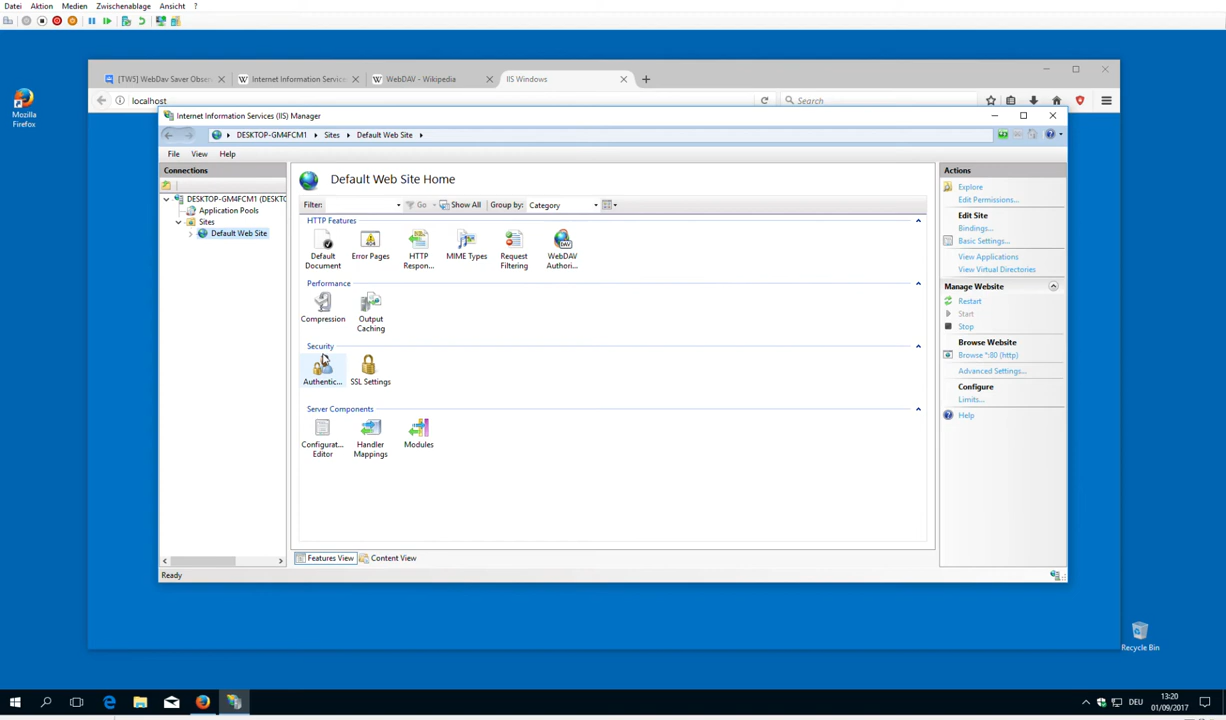 Datei Aktion Medien Zwischenablage Ansicht ?
[TW5] WebDav Saver Obser
Internet Information Service
WebDAV - Wikipedia
IIS Windows
localhost
Search
Mozilla
Firefox
Internet Information Services (IIS) Manager
DESKTOP-GM4FCM1 Sites Default Web Site
File View Help
Connections
DESKTOP-GM4FCM1 (DESKTO
Application Pools
Sites
Default Web Site
Default Web Site Home
Filter: Go Show All Group by: Category
HTTP Features
Default
Document
Error Pages
404
HTTP
Respon...
MIME Types
Request
Filtering
DAV
WebDAV
Authori...
Performance
Compression
Output
Caching
Security
Authentic...
SSL Settings
Server Components
Configurat...
Editor
Handler
Mappings
Modules
Features View Content View
Ready
Actions
Explore
Edit Permissions...
Edit Site
Bindings...
Basic Settings...
View Applications
View Virtual Directories
Manage Website
Restart
Start
Stop
Browse Website
Browse *:80 (http)
Advanced Settings...
Configure
Limits...
Help
Recycle Bin
DEU
13:20
01/09/2017